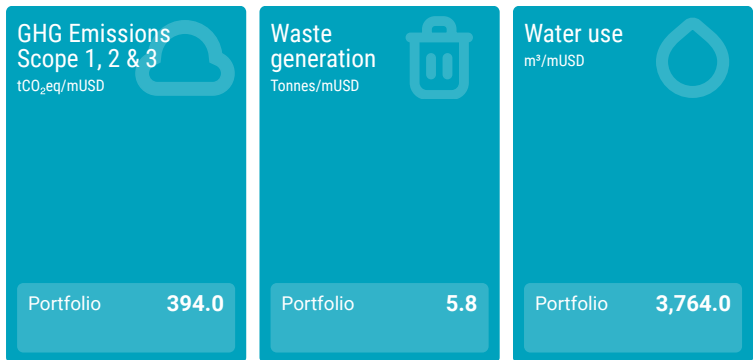 GHG Emissions
Scope 1, 2 & 3
tCO₂eq/mUSD
Portfolio 394.0
Waste
generation
Tonnes/mUSD
Portfolio 5.8
Water use
m³/mUSD
Portfolio 3,764.0